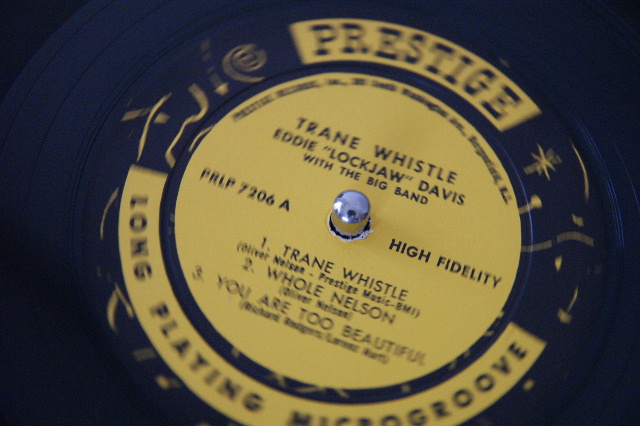 PRESTIGE
TRANE WHISTLE
EDDIE "LOCKJAW" DAVIS
WITH THE BIG BAND
PRLP 7206 A
HIGH FIDELITY
1. TRANE WHISTLE
(Oliver Nelson - Prestige Music-BMI)
2. WHOLE NELSON
(Oliver Nelson)
3. YOU ARE TOO BEAUTIFUL
(Richard Rodgers/Lorenz Hart)
LONG PLAYING MICROGROOVE